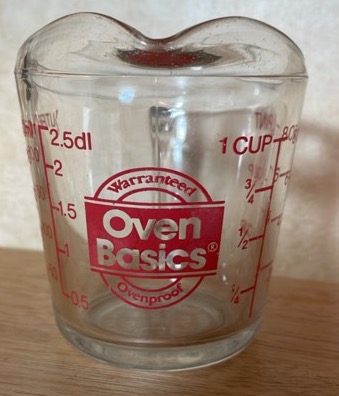 2.5dl
2
1.5
1
0.5
Warranteed
Oven
Basics®
Ovenproof
1 CUP
3/4
1/2
1/4